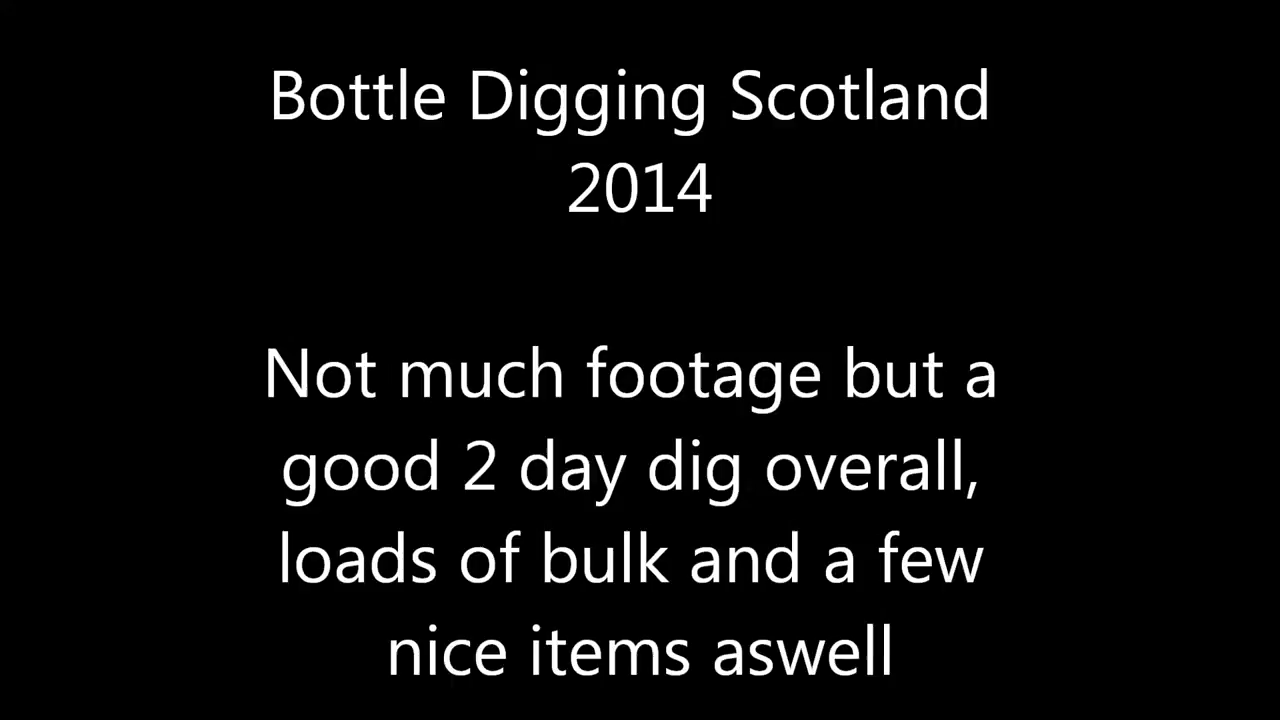 Bottle Digging Scotland
2014
Not much footage but a
good 2 day dig overall,
loads of bulk and a few
nice items aswell